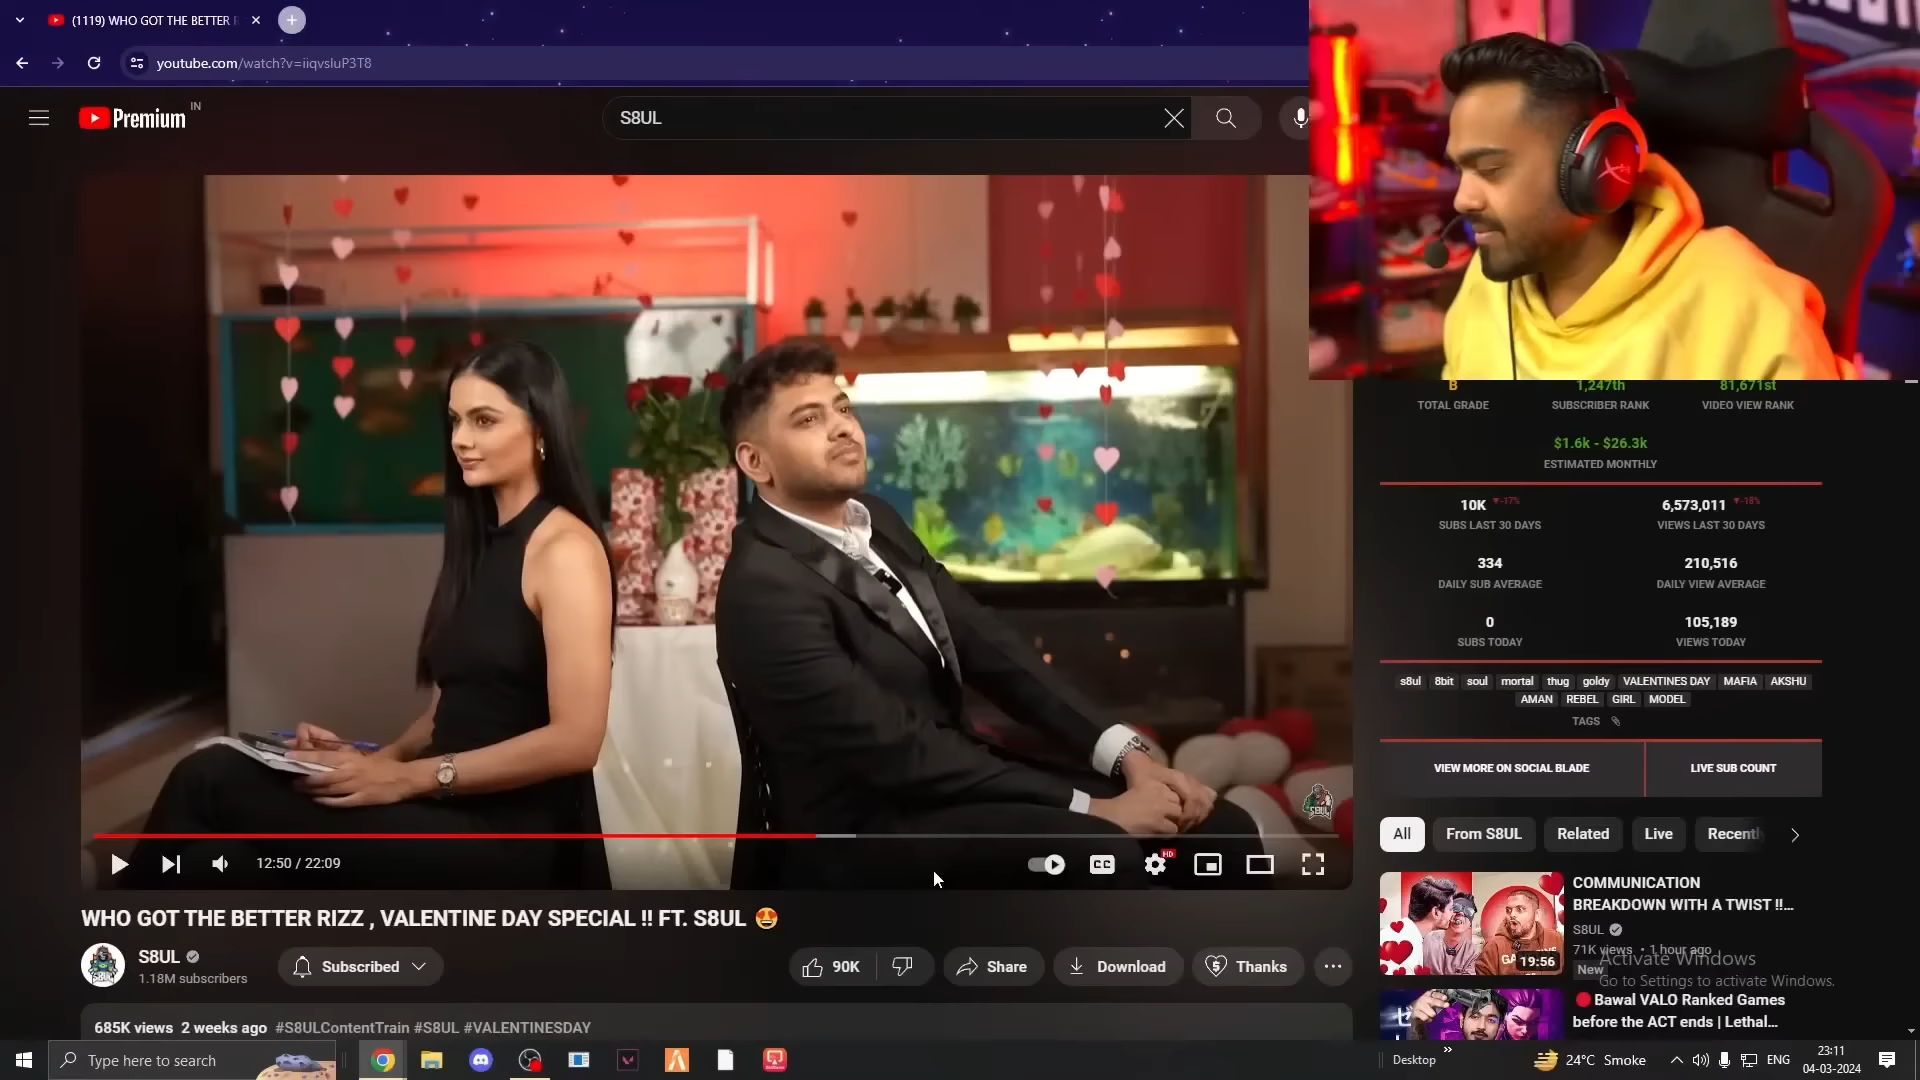 (1119) WHO GOT THE BETTER
youtube.com/watch?v=iiqvsluP3T8
Premium IN
S8UL
B 1,247th 81,671st
TOTAL GRADE SUBSCRIBER RANK VIDEO VIEW RANK
$1.6k - $26.3k
ESTIMATED MONTHLY
10K -17% 6,573,011 -18%
SUBS LAST 30 DAYS VIEWS LAST 30 DAYS
334 210,516
DAILY SUB AVERAGE DAILY VIEW AVERAGE
0 105,189
SUBS TODAY VIEWS TODAY
s8ul 8bit soul mortal thug goldy VALENTINES DAY MAFIA AKSHU
AMAN REBEL GIRL MODEL
TAGS
VIEW MORE ON SOCIAL BLADE LIVE SUB COUNT
All From S8UL Related Live Recentl
12:50 / 22:09 CC HD
WHO GOT THE BETTER RIZZ , VALENTINE DAY SPECIAL !! FT. S8UL 😍
S8UL
1.18M subscribers
Subscribed
90K Share Download Thanks
685K views 2 weeks ago #S8ULContentTrain #S8UL #VALENTINESDAY
COMMUNICATION
BREAKDOWN WITH A TWIST !!...
S8UL
71K views • 1 hour ago
New
19:56
Activate Windows
Go to Settings to activate Windows.
🔴 Bawal VALO Ranked Games
before the ACT ends | Lethal...
Type here to search
Desktop
24°C Smoke
ENG
23:11
04-03-2024